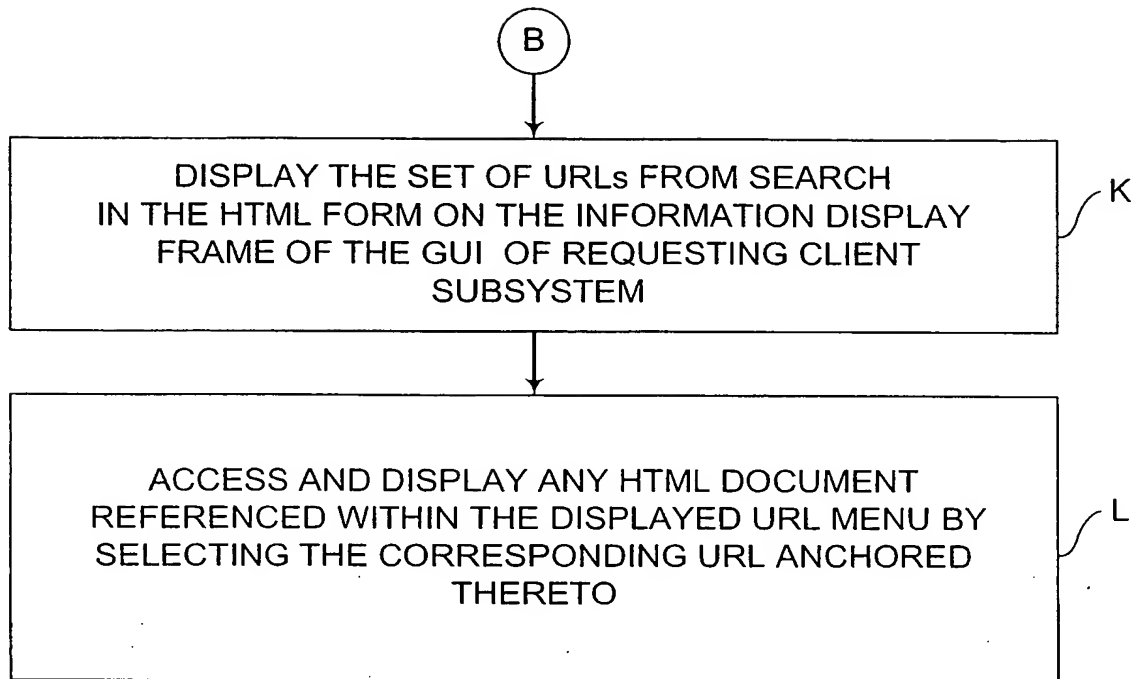 B
DISPLAY THE SET OF URLs FROM SEARCH
IN THE HTML FORM ON THE INFORMATION DISPLAY
FRAME OF THE GUI OF REQUESTING CLIENT
SUBSYSTEM
K
ACCESS AND DISPLAY ANY HTML DOCUMENT
REFERENCED WITHIN THE DISPLAYED URL MENU BY
SELECTING THE CORRESPONDING URL ANCHORED
THERETO
L